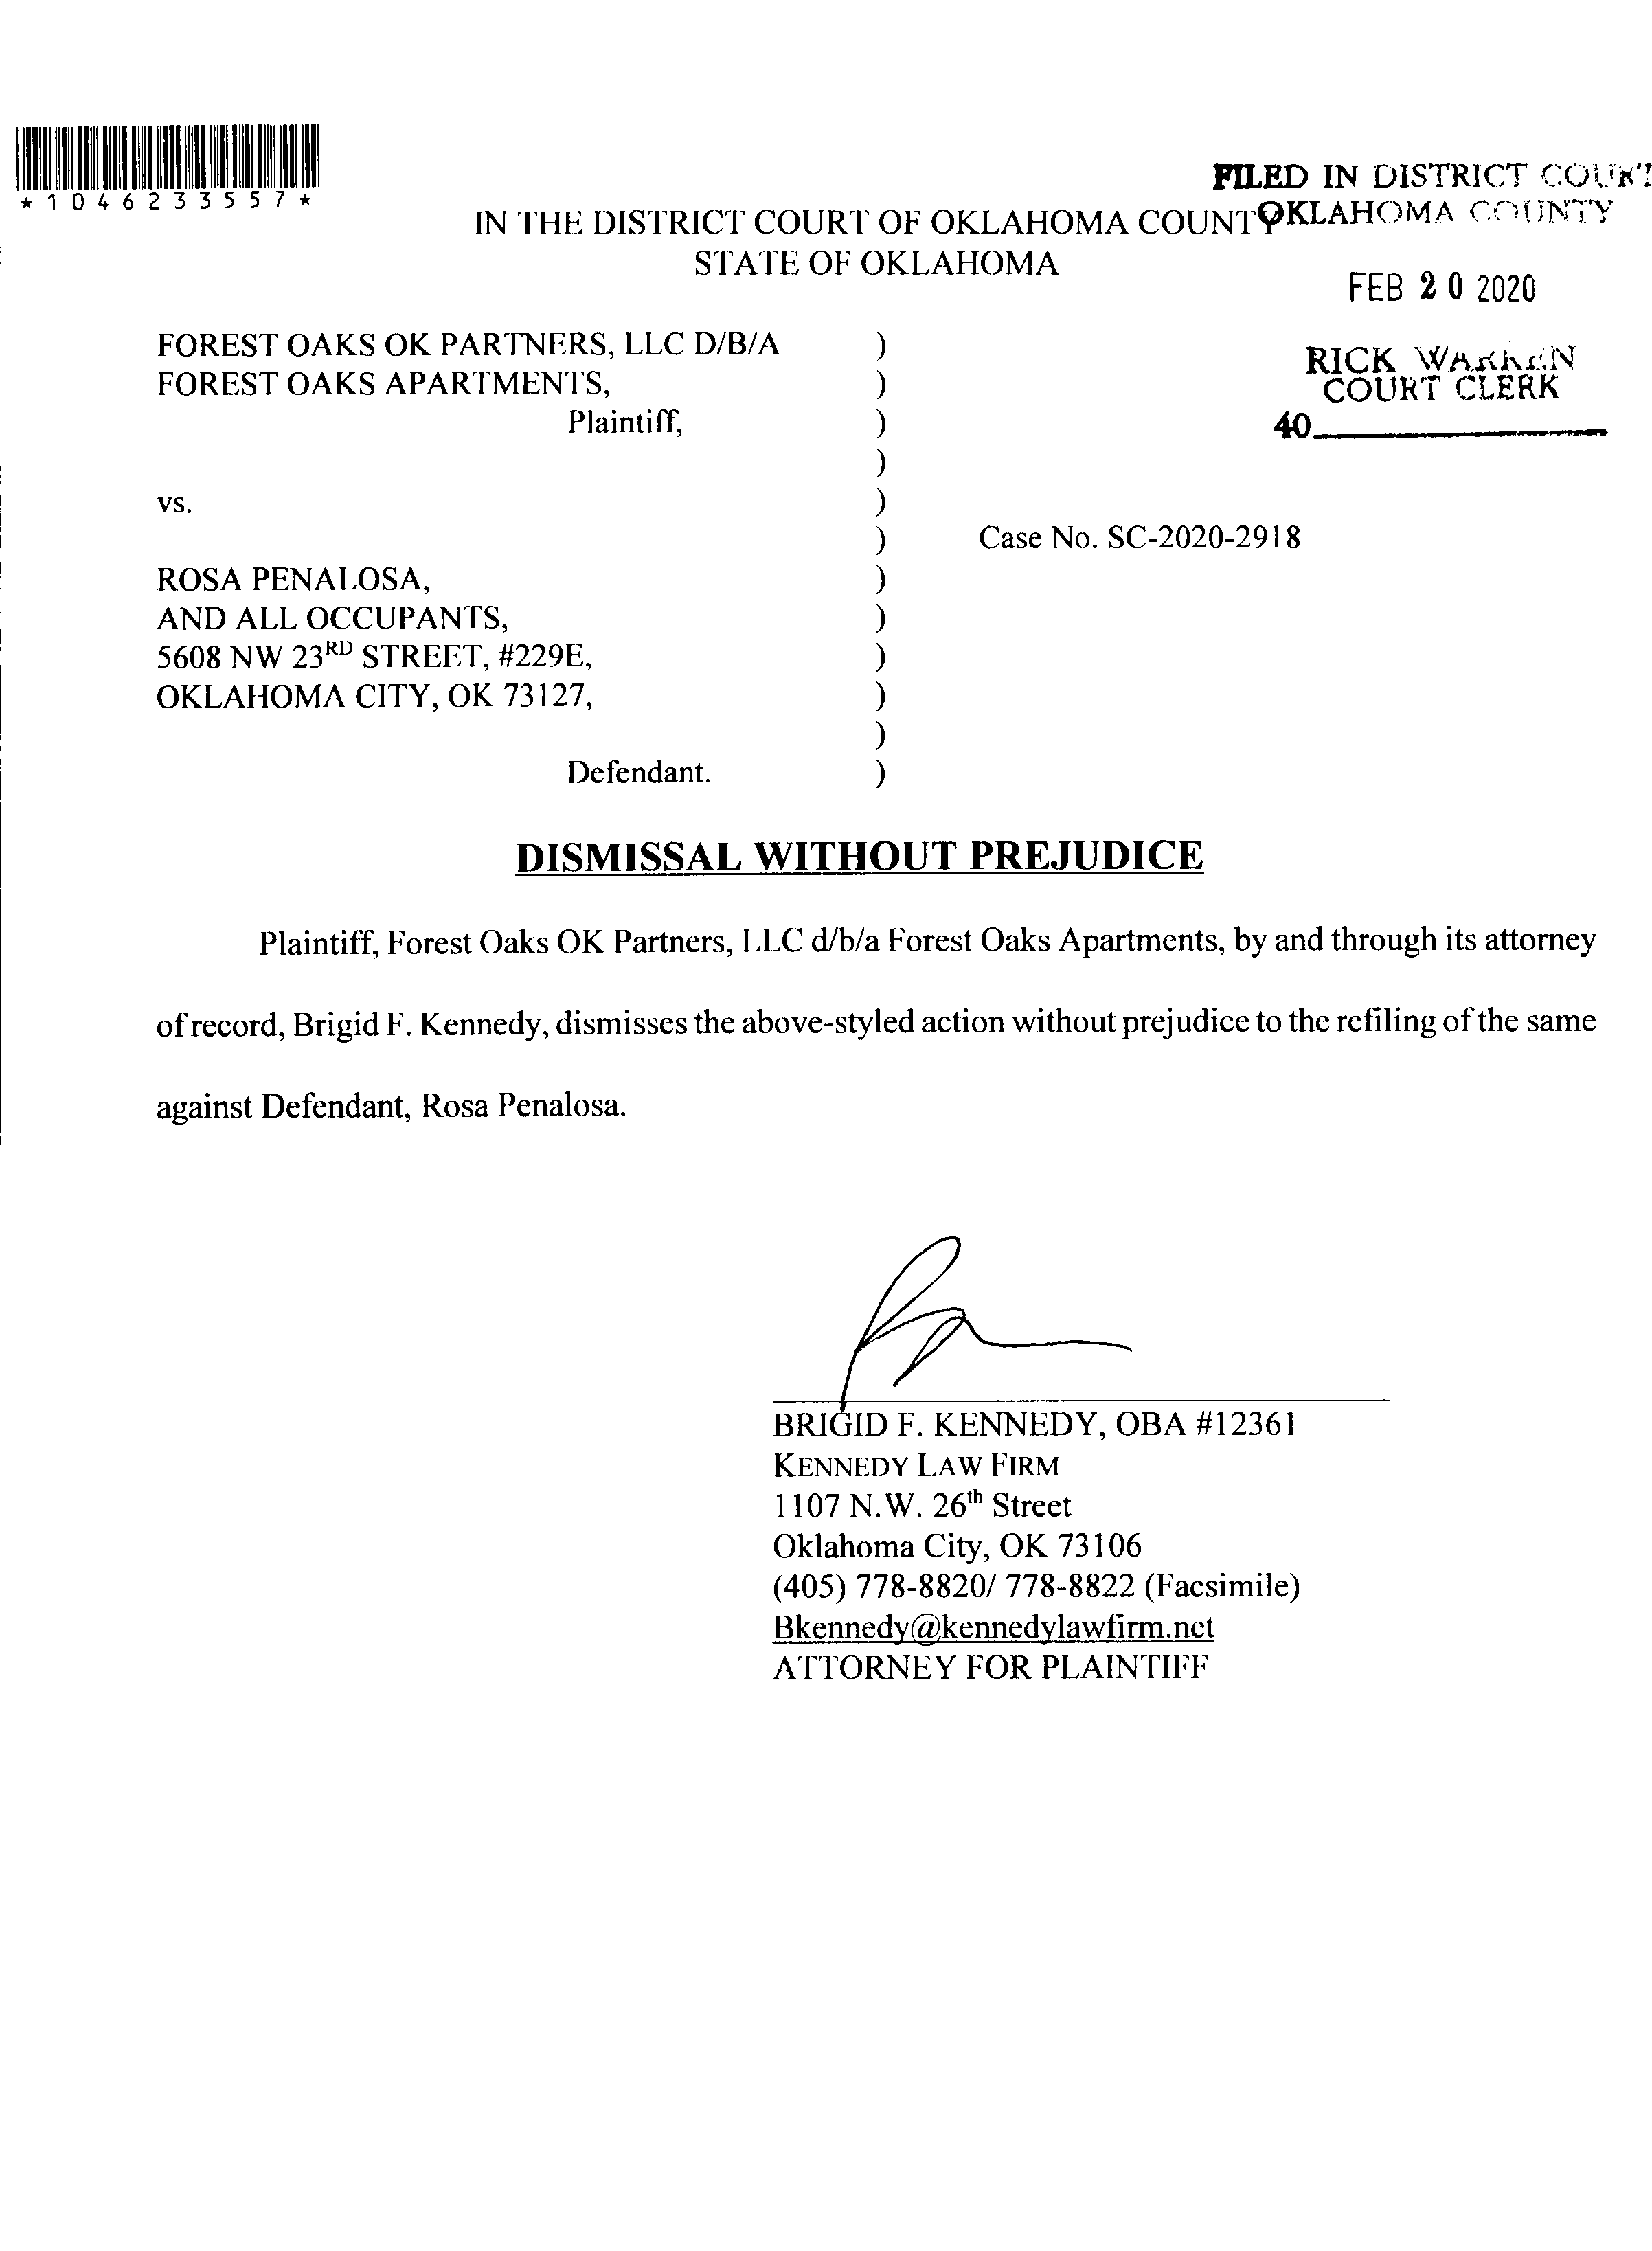 *1046233557*
FILED IN DISTRICT COURT
OKLAHOMA COUNTY
IN THE DISTRICT COURT OF OKLAHOMA COUNTY
STATE OF OKLAHOMA
FEB 20 2020
RICK WARREN
COURT CLERK
40
FOREST OAKS OK PARTNERS, LLC D/B/A )
FOREST OAKS APARTMENTS, )
Plaintiff, )
)
vs. )
) Case No. SC-2020-2918
ROSA PENALOSA, )
AND ALL OCCUPANTS, )
5608 NW 23RD STREET, #229E, )
OKLAHOMA CITY, OK 73127, )
)
Defendant. )
DISMISSAL WITHOUT PREJUDICE
Plaintiff, Forest Oaks OK Partners, LLC d/b/a Forest Oaks Apartments, by and through its attorney
of record, Brigid F. Kennedy, dismisses the above-styled action without prejudice to the refiling of the same
against Defendant, Rosa Penalosa.
BRIGID F. KENNEDY, OBA #12361
KENNEDY LAW FIRM
1107 N.W. 26th Street
Oklahoma City, OK 73106
(405) 778-8820/ 778-8822 (Facsimile)
Bkennedy@kennedylawfirm.net
ATTORNEY FOR PLAINTIFF